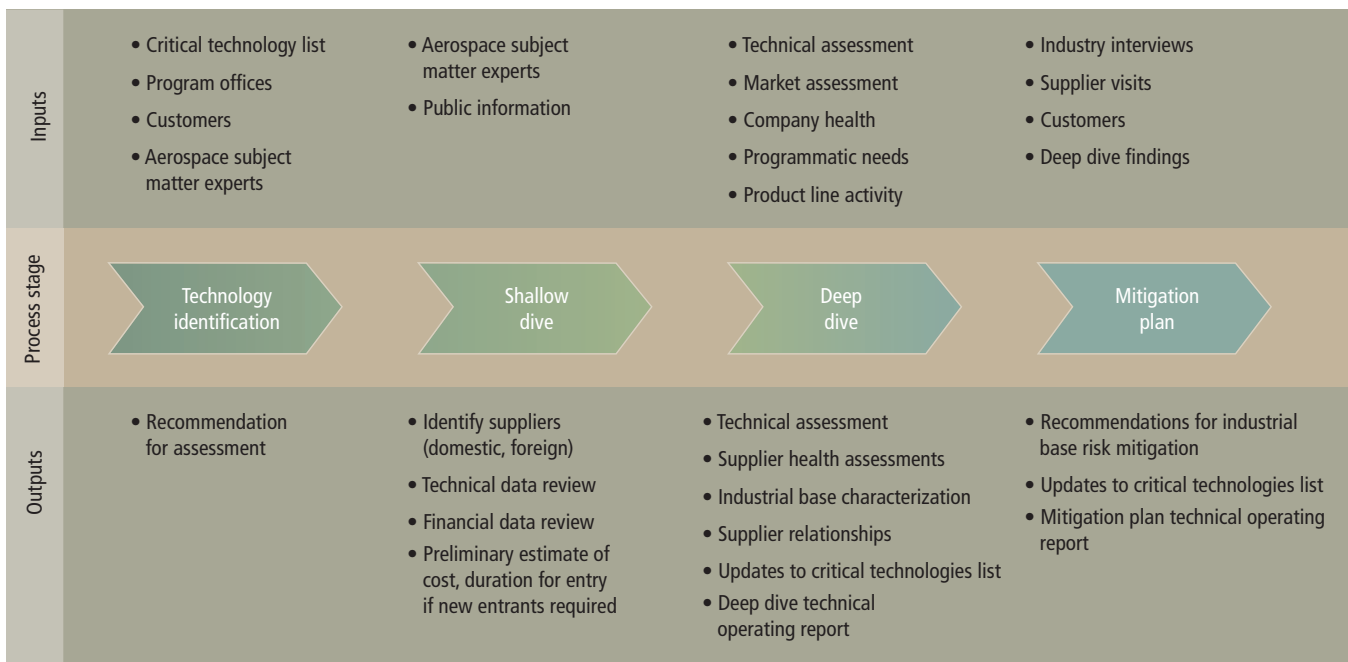 Inputs
• Critical technology list
• Program offices
• Customers
• Aerospace subject
matter experts
• Aerospace subject
matter experts
• Public information
• Technical assessment
• Market assessment
• Company health
• Programmatic needs
• Product line activity
• Industry interviews
• Supplier visits
• Customers
• Deep dive findings
Process stage
Technology
identification
Shallow
dive
Deep
dive
Mitigation
plan
Outputs
• Recommendation
for assessment
• Identify suppliers
(domestic, foreign)
• Technical data review
• Financial data review
• Preliminary estimate of
cost, duration for entry
if new entrants required
• Technical assessment
• Supplier health assessments
• Industrial base characterization
• Supplier relationships
• Updates to critical technologies list
• Deep dive technical
operating report
• Recommendations for industrial
base risk mitigation
• Updates to critical technologies list
• Mitigation plan technical operating
report